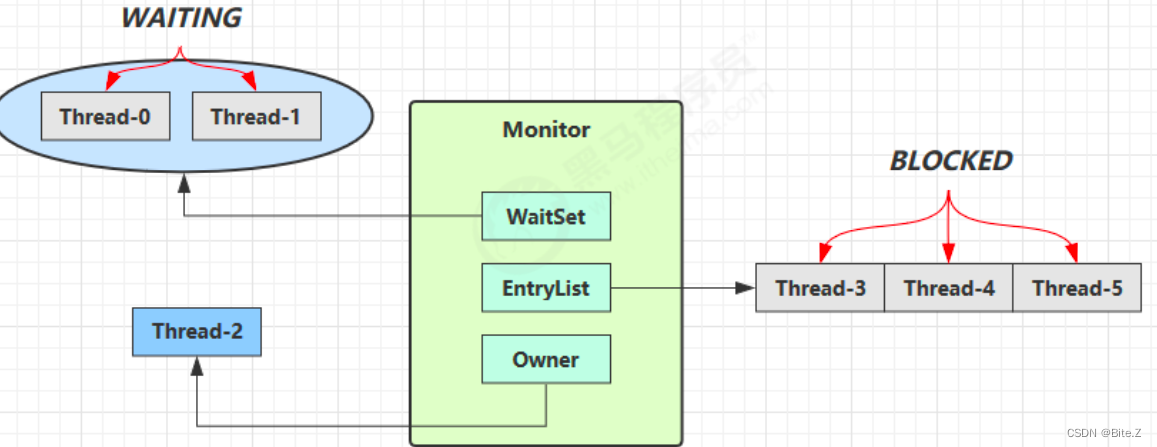 WAITING
Thread-0
Thread-1
Monitor
WaitSet
EntryList
Owner
Thread-2
BLOCKED
Thread-3
Thread-4
Thread-5
黑马程序员
www.itheima.com
CSDN @Bite.Z